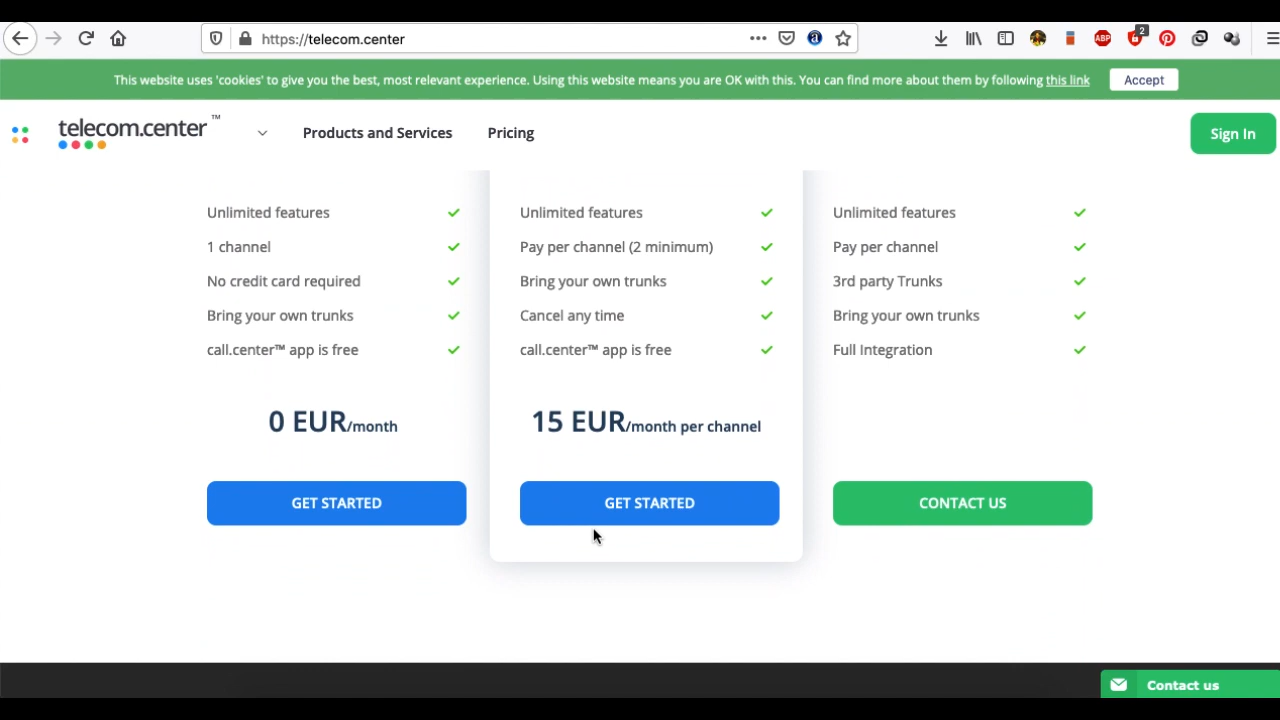 https://telecom.center
2
ABP
This website uses 'cookies' to give you the best, most relevant experience. Using this website means you are OK with this. You can find more about them by following this link
Accept
telecom.center™
Products and Services
Pricing
Sign In
Unlimited features
1 channel
No credit card required
Bring your own trunks
call.center™ app is free
0 EUR/month
GET STARTED
Unlimited features
Pay per channel (2 minimum)
Bring your own trunks
Cancel any time
call.center™ app is free
15 EUR/month per channel
GET STARTED
Unlimited features
Pay per channel
3rd party Trunks
Bring your own trunks
Full Integration
CONTACT US
Contact us